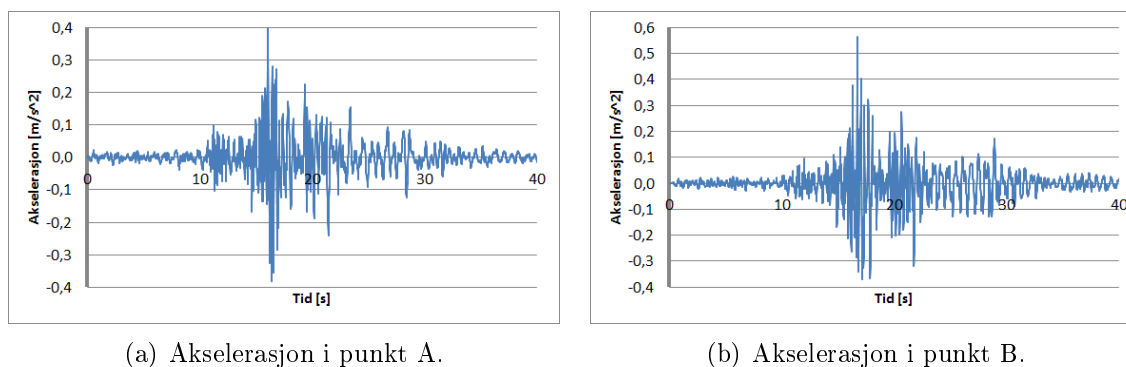 0,4
0,3
0,2
0,1
0,0
-0,1
-0,2
-0,3
-0,4
Akselerasjon [m/s^2]
0 10 20 30 40
Tid [s]
(a) Akselerasjon i punkt A.
0,6
0,5
0,4
0,3
0,2
0,1
0,0
-0,1
-0,2
-0,3
-0,4
Akselerasjon [m/s^2]
0 10 20 30 40
Tid [s]
(b) Akselerasjon i punkt B.